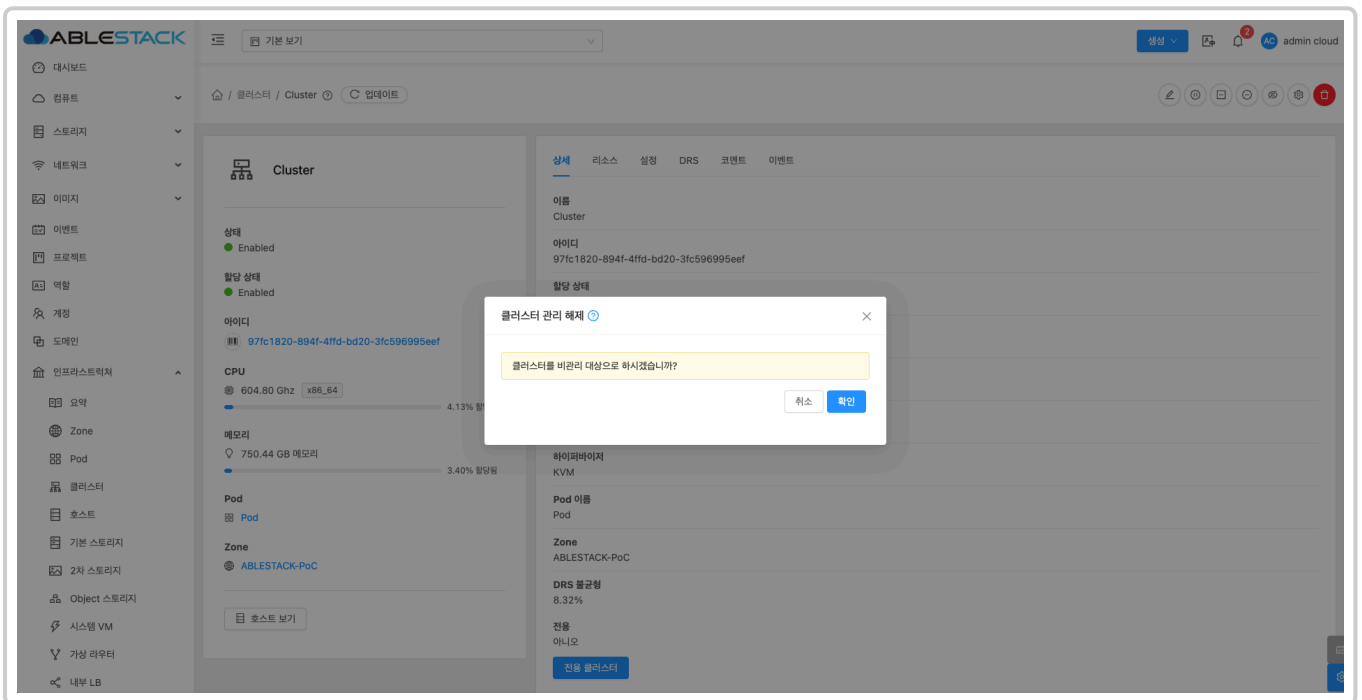 ABLESTACK
기본 보기
생성
2
AC
admin cloud
대시보드
컴퓨트
스토리지
네트워크
이미지
이벤트
프로젝트
역할
계정
도메인
인프라스트럭쳐
요약
Zone
Pod
클러스터
호스트
기본 스토리지
2차 스토리지
Object 스토리지
시스템 VM
가상 라우터
내부 LB
/ 클러스터 / Cluster
업데이트
Cluster
상태
Enabled
할당 상태
Enabled
아이디
97fc1820-894f-4ffd-bd20-3fc596995eef
CPU
604.80 Ghz x86_64
4.13%
메모리
750.44 GB 메모리
3.40% 할당됨
Pod
Pod
Zone
ABLESTACK-PoC
호스트 보기
상세 리소스 설정 DRS 코멘트 이벤트
이름
Cluster
아이디
97fc1820-894f-4ffd-bd20-3fc596995eef
할당 상태
클러스터 관리 해제
클러스터를 비관리 대상으로 하시겠습니까?
취소 확인
하이퍼바이저
KVM
Pod 이름
Pod
Zone
ABLESTACK-PoC
DRS 불균형
8.32%
전용
아니오
전용 클러스터